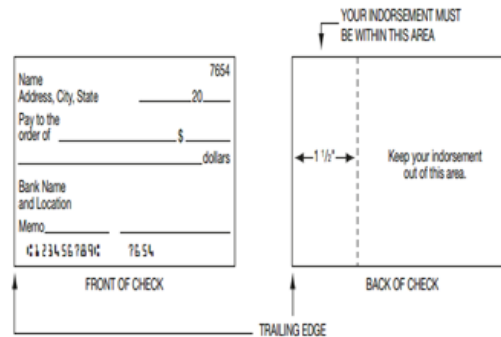 YOUR INDORSEMENT MUST
BE WITHIN THIS AREA
7654
Name
Address, City, State 20
Pay to the
order of $
dollars
Bank Name
and Location
Memo
⑆123456789⑆ 7654
FRONT OF CHECK
1 1/2"
Keep your indorsement
out of this area.
BACK OF CHECK
TRAILING EDGE